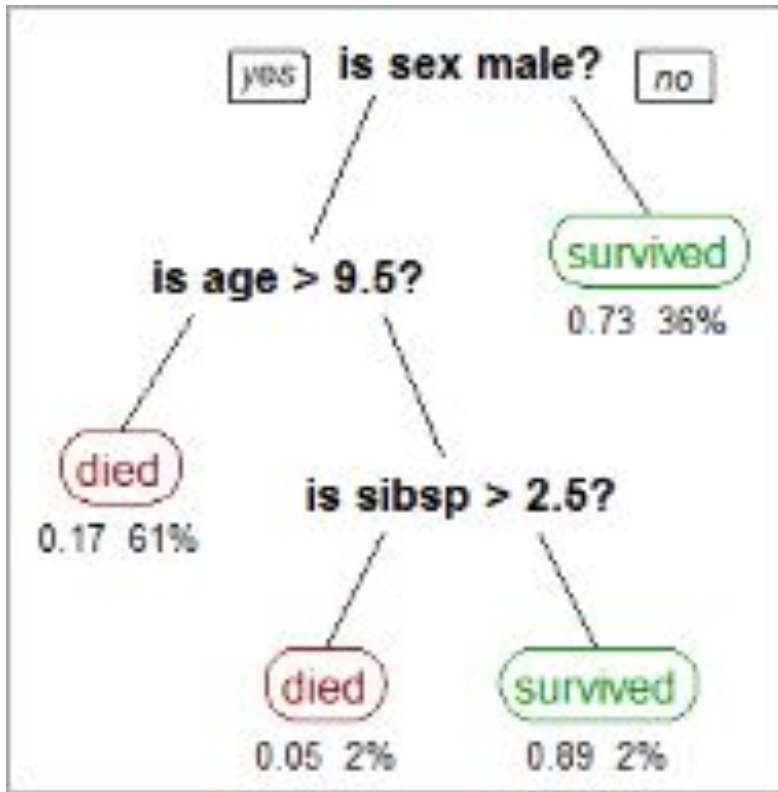 yes is sex male? no
survived
is age > 9.5?
0.73 36%
died
is sibsp > 2.5?
0.17 61%
died survived
0.05 2% 0.89 2%